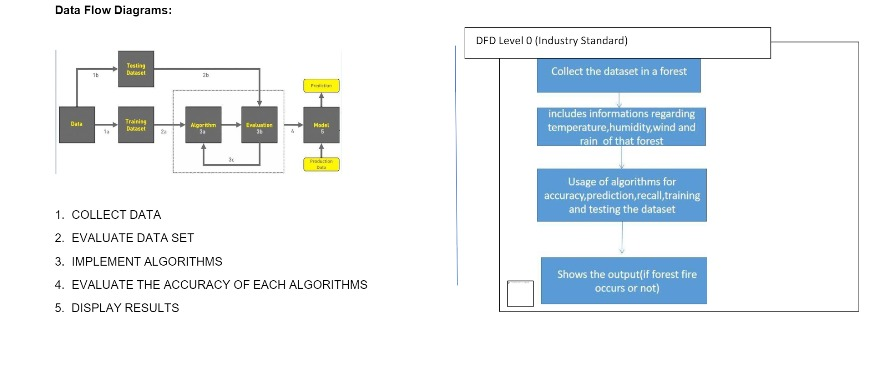 Data Flow Diagrams:
Testing
Dataset
1b
2b
Prediction
Data
1a
Training
Dataset
2a
Algorithm
3a
Evaluation
3b
4
Model
5
3c
Production
Data
1. COLLECT DATA
2. EVALUATE DATA SET
3. IMPLEMENT ALGORITHMS
4. EVALUATE THE ACCURACY OF EACH ALGORITHMS
5. DISPLAY RESULTS
DFD Level 0 (Industry Standard)
Collect the dataset in a forest
includes informations regarding
temperature,humidity,wind and
rain of that forest
Usage of algorithms for
accuracy,prediction,recall,training
and testing the dataset
Shows the output(if forest fire
occurs or not)